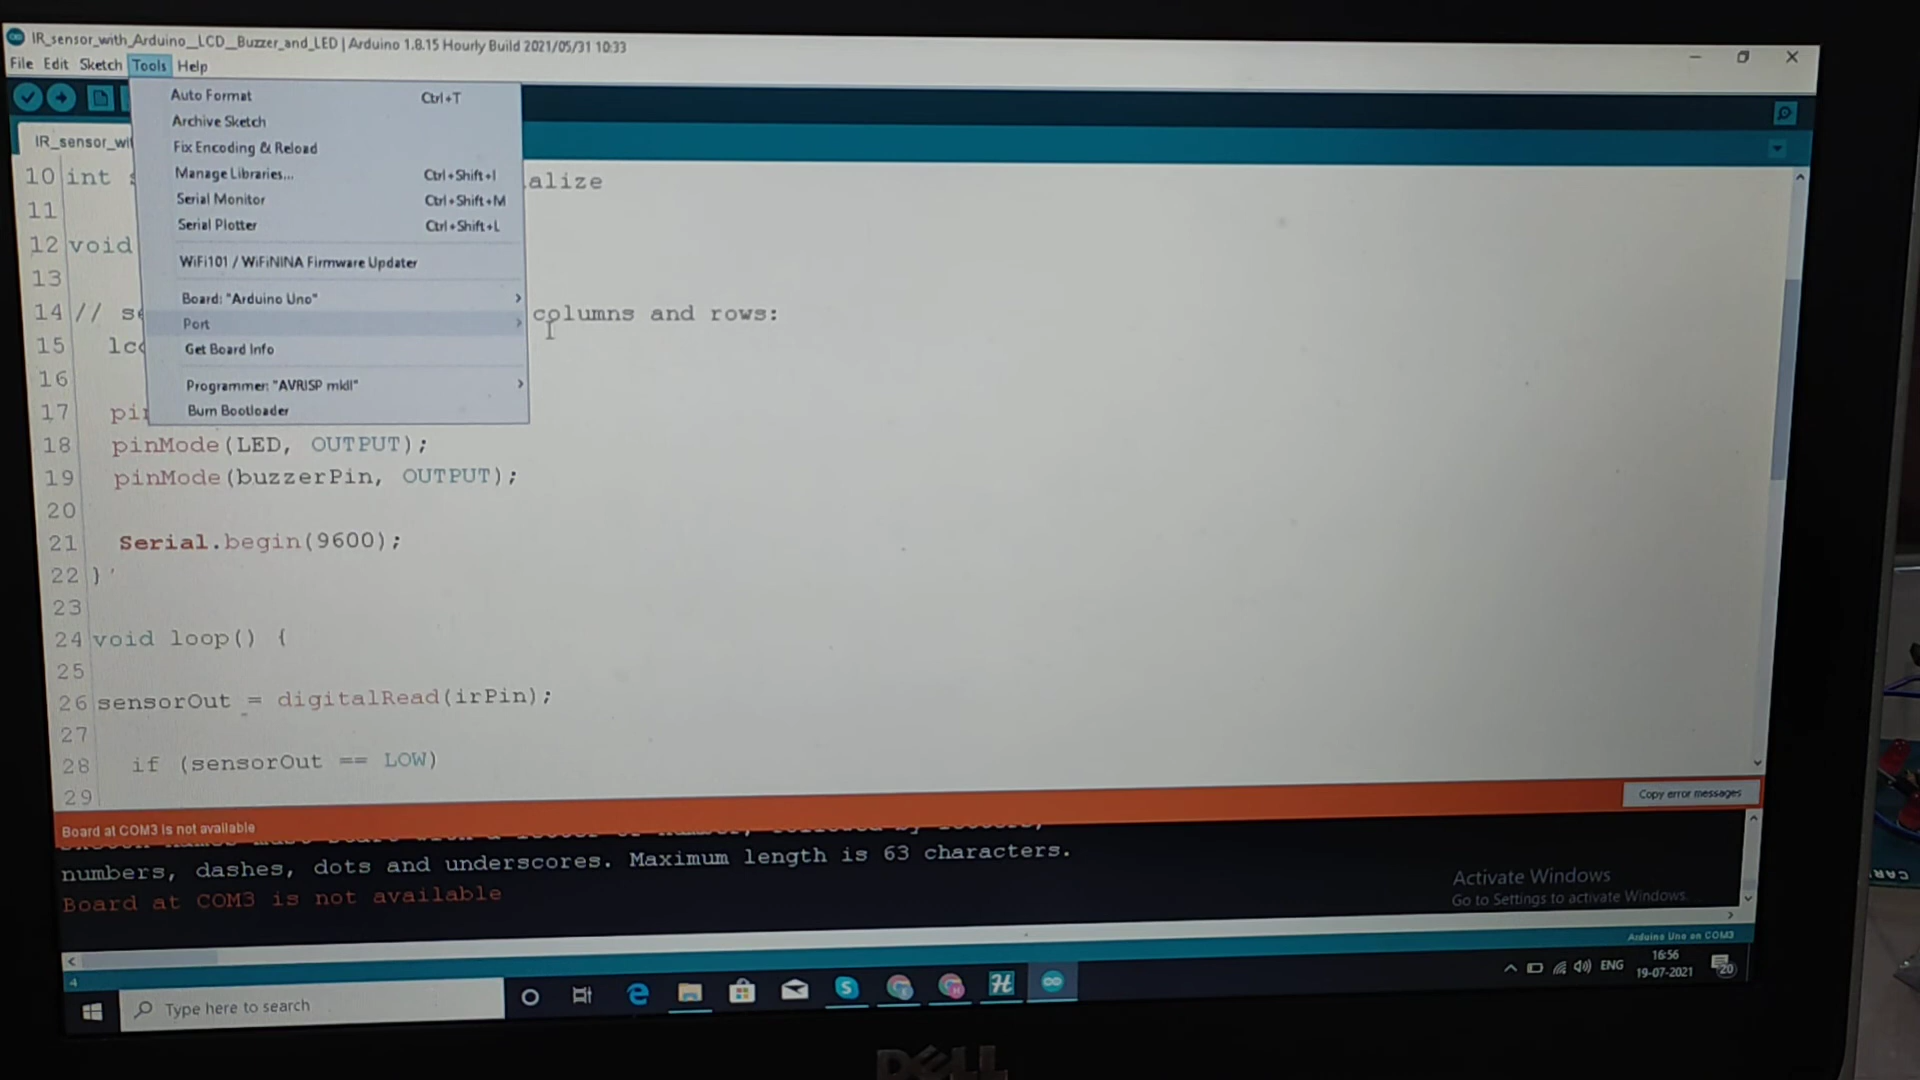 IR_sensor_with_Arduino__LCD__Buzzer_and_LED | Arduino 1.8.15 Hourly Build 2021/05/31 10:33
File Edit Sketch Tools Help
Auto Format Ctrl+T
Archive Sketch
Fix Encoding & Reload
Manage Libraries... Ctrl+Shift+I
Serial Monitor Ctrl+Shift+M
Serial Plotter Ctrl+Shift+L
WiFi101 / WiFiNINA Firmware Updater
Board: "Arduino Uno"
Port
Get Board Info
Programmer: "AVRISP mkII"
Burn Bootloader
IR_sensor_wit
10 int alize
11
12 void
13
14 // se columns and rows:
15 lcd
16
17 pin
18 pinMode(LED, OUTPUT);
19 pinMode(buzzerPin, OUTPUT);
20
21 Serial.begin(9600);
22 }
23
24 void loop() {
25
26 sensorOut = digitalRead(irPin);
27
28 if (sensorOut == LOW)
29
Copy error messages
Board at COM3 is not available
numbers, dashes, dots and underscores. Maximum length is 63 characters.
Board at COM3 is not available
Activate Windows
Go to Settings to activate Windows.
Arduino Uno on COM3
4
Type here to search
ENG
16:56
19-07-2021
20
DELL